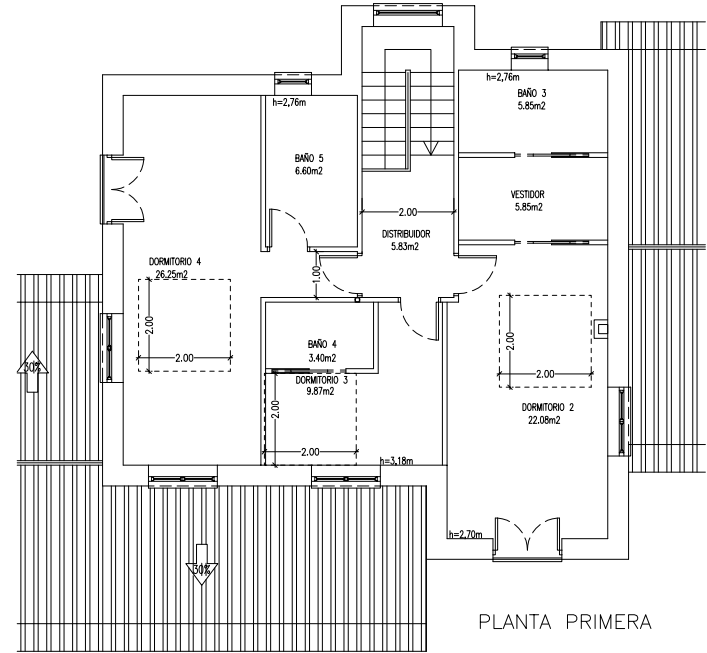 h=2,76m
BAÑO 3
5.85m2
h=2,76m
BAÑO 5
6.60m2
VESTIDOR
5.85m2
2.00
DISTRIBUIDOR
5.83m2
DORMITORIO 4
26.25m2
1.00
2.00
2.00
BAÑO 4
3.40m2
2.00
2.00
30%
DORMITORIO 3
9.87m2
2.00
2.00
DORMITORIO 2
22.08m2
h=3,18m
h=2,70m
30%
PLANTA PRIMERA